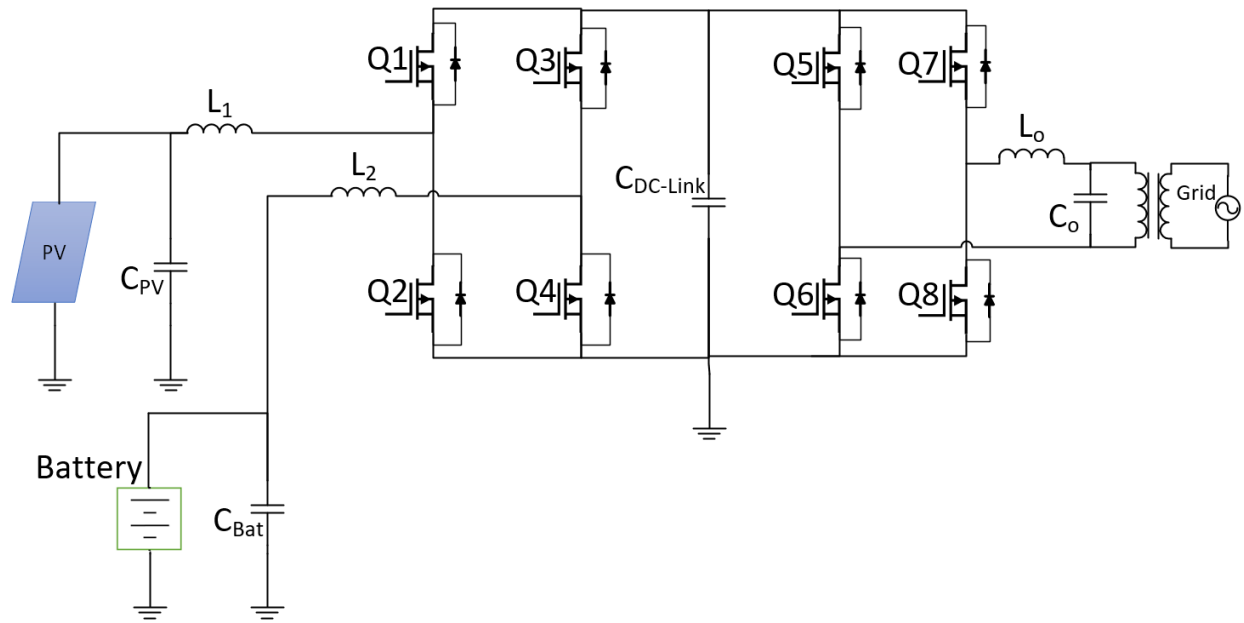 Q1
Q3
Q5
Q7
L1
Lo
L2
CDC-Link
Grid
Co
PV
CPV
Q2
Q4
Q6
Q8
Battery
CBat